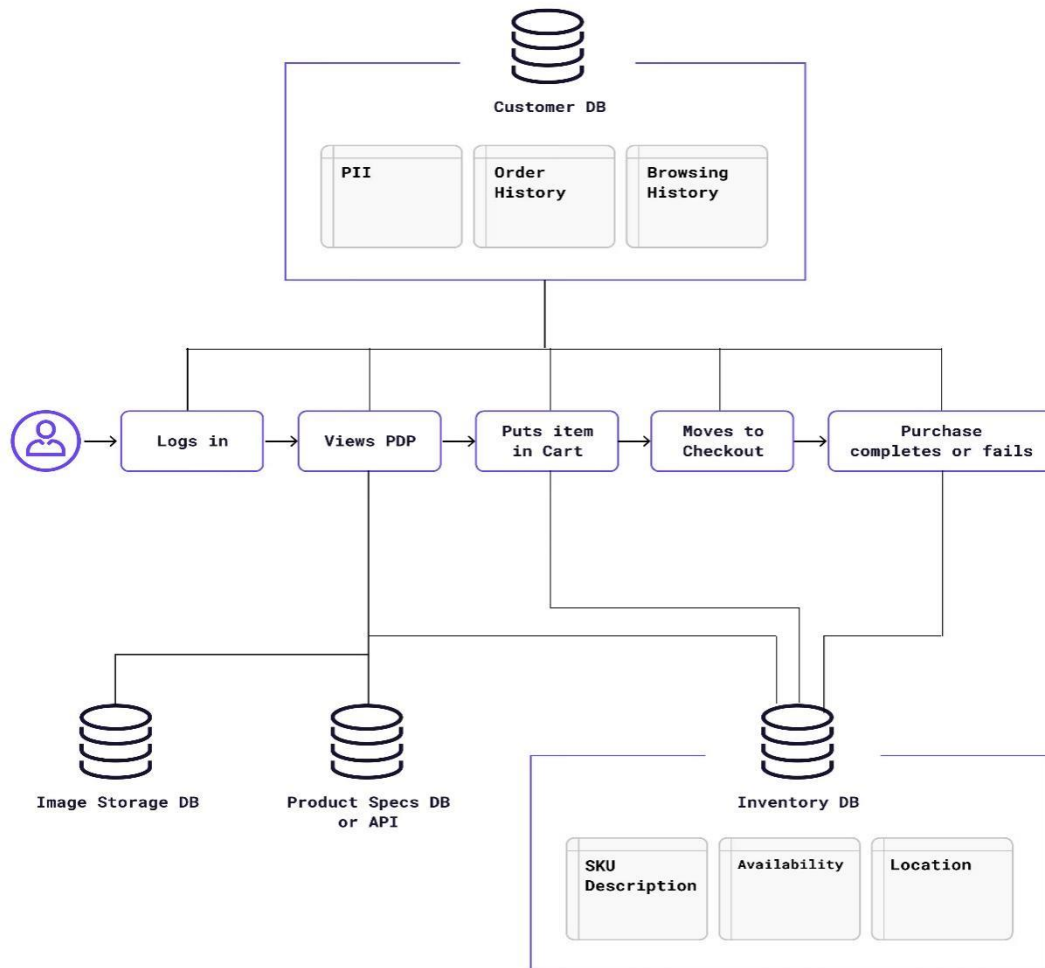 Customer DB
PII
Order
History
Browsing
History
Logs in
Views PDP
Puts item
in Cart
Moves to
Checkout
Purchase
completes or fails
Image Storage DB
Product Specs DB
or API
Inventory DB
SKU
Description
Availability
Location